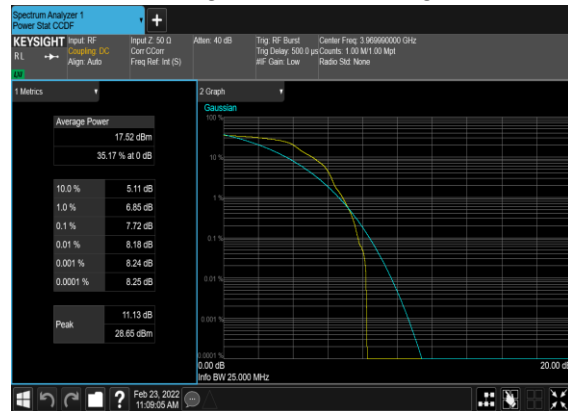 Spectrum Analyzer 1
Power Stat CCDF
KEYSIGHT
RL
LXI
Input: RF
Coupling: DC
Align: Auto
Input Z: 50 Ω
Corr CCorr
Freq Ref: Int (S)
Atten: 40 dB
Trig: RF Burst
Trig Delay: 500.0 µs
#IF Gain: Low
Center Freq: 3.969990000 GHz
Counts: 1.00 M/1.00 Mpt
Radio Std: None
1 Metrics
Average Power
17.52 dBm
35.17 % at 0 dB
10.0 % 5.11 dB
1.0 % 6.85 dB
0.1 % 7.72 dB
0.01 % 8.18 dB
0.001 % 8.24 dB
0.0001 % 8.25 dB
Peak
11.13 dB
28.65 dBm
2 Graph
Gaussian
100 %
10 %
1 %
0.1 %
0.01 %
0.001 %
0.0001 %
0.00 dB
20.00 dB
Info BW 25.000 MHz
?
Feb 23, 2022
11:09:05 AM